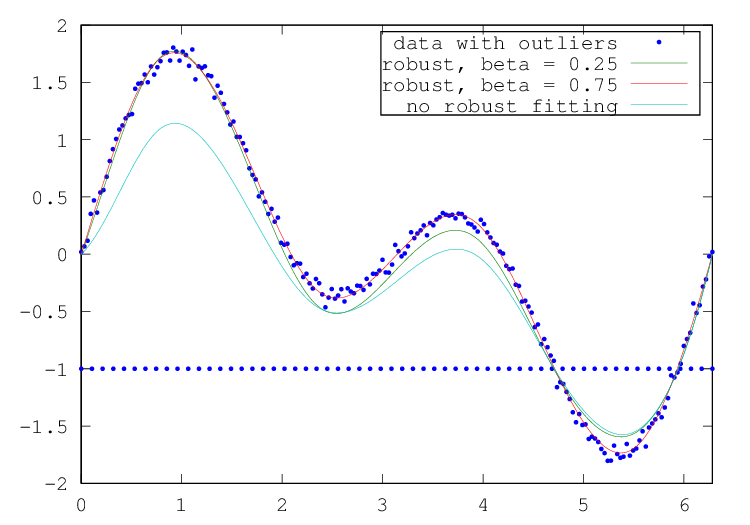 2
1.5
1
0.5
0
-0.5
-1
-1.5
-2
0 1 2 3 4 5 6
data with outliers
robust, beta = 0.25
robust, beta = 0.75
no robust fitting